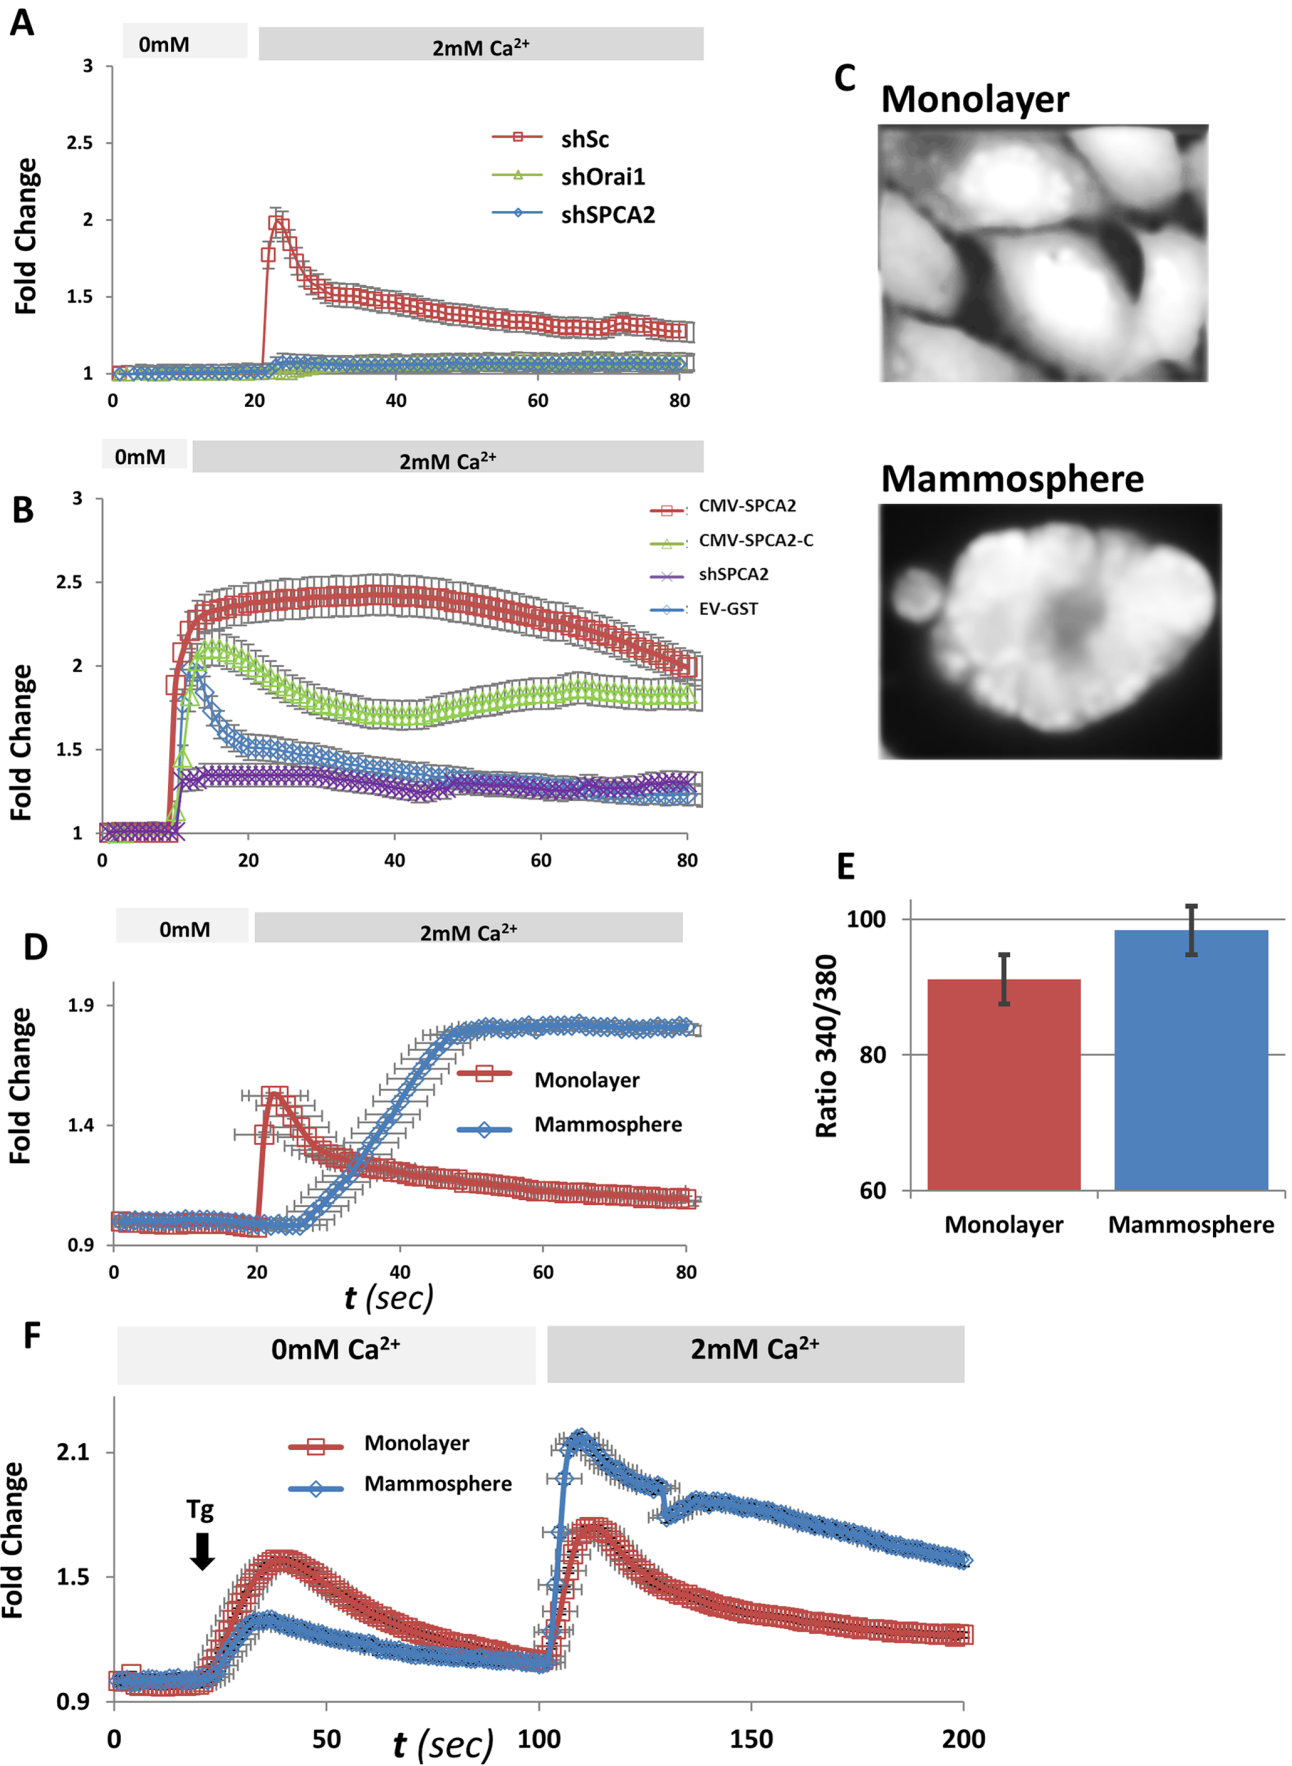 A
0mM
2mM Ca²⁺
3
2.5
2
1.5
1
Fold Change
shSc
shOrai1
shSPCA2
0
20
40
60
80
B
0mM
2mM Ca²⁺
3
2.5
2
1.5
1
Fold Change
CMV-SPCA2
CMV-SPCA2-C
shSPCA2
EV-GST
0
20
40
60
80
C
Monolayer
Mammosphere
D
0mM
2mM Ca²⁺
1.9
1.4
0.9
Fold Change
Monolayer
Mammosphere
0
20
40
60
80
t (sec)
E
100
80
60
Ratio 340/380
Monolayer
Mammosphere
F
0mM Ca²⁺
2mM Ca²⁺
2.1
1.5
0.9
Fold Change
Monolayer
Mammosphere
Tg
0
50
100
150
200
t (sec)